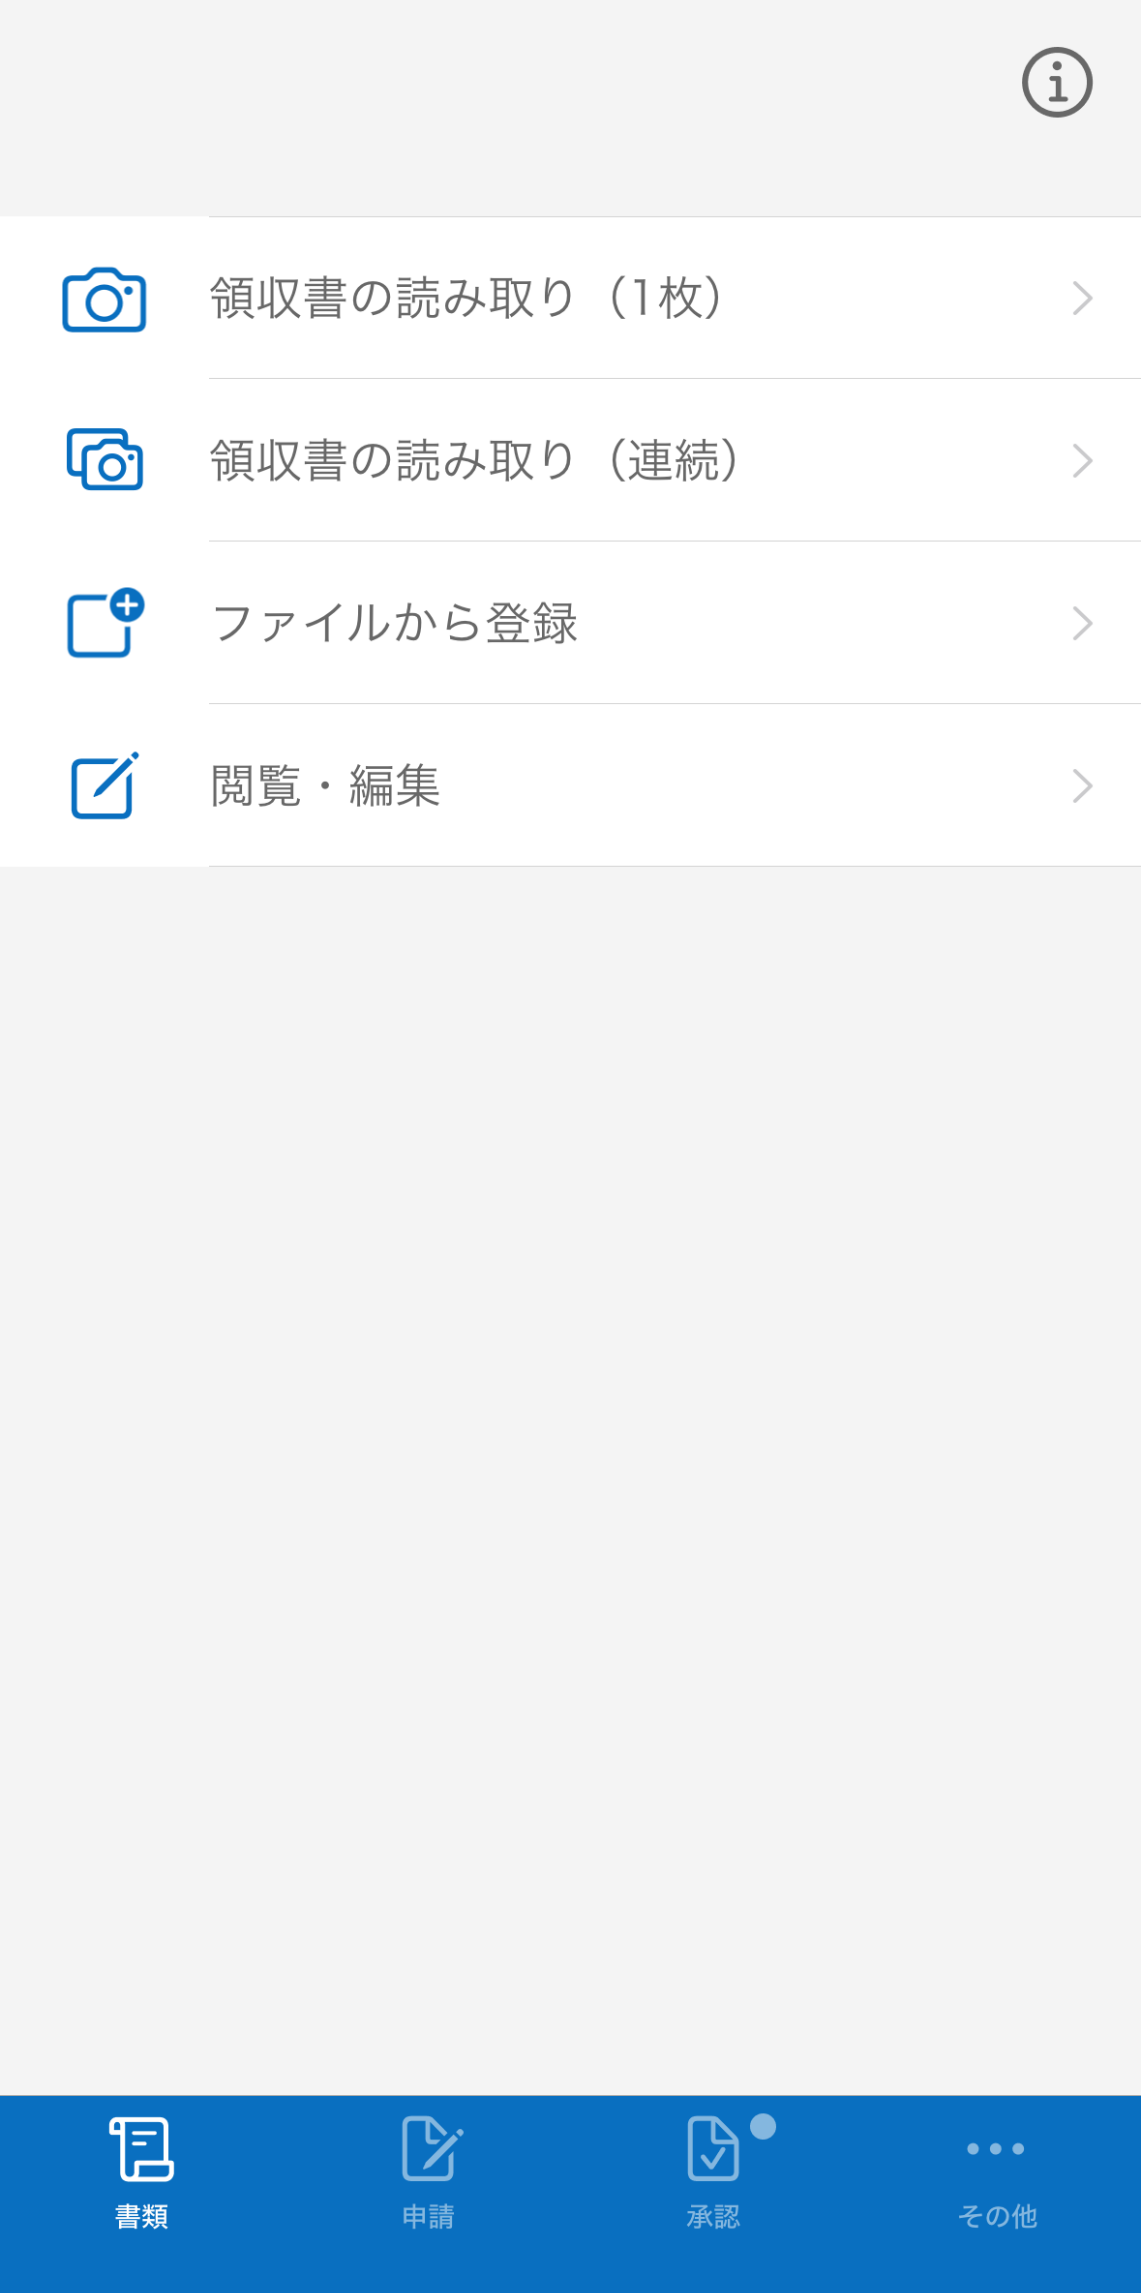 領収書の読み取り（1枚）
領収書の読み取り（連続）
ファイルから登録
閲覧・編集
書類
申請
承認
その他